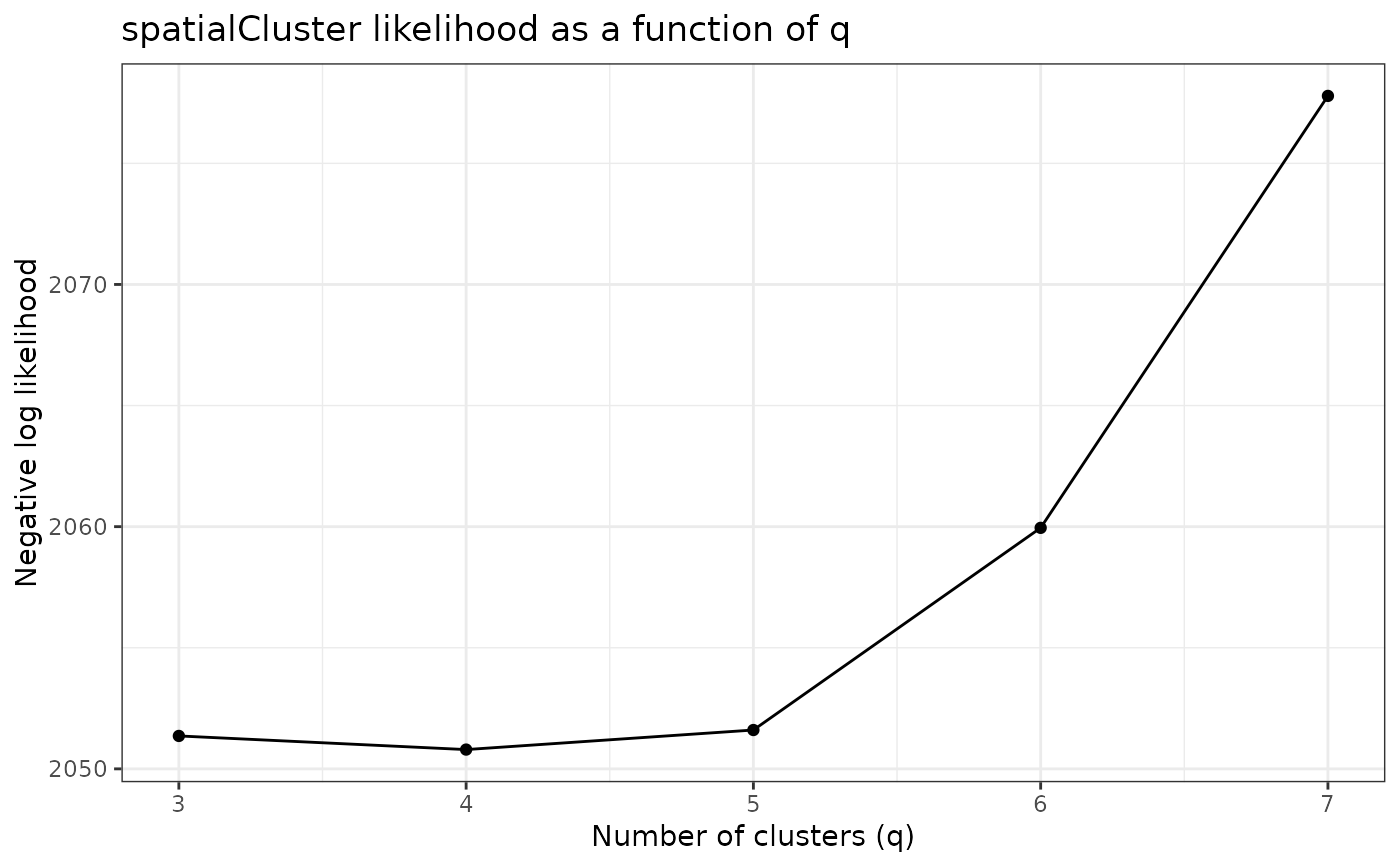 spatialCluster likelihood as a function of q
Negative log likelihood
2070
2060
2050
3
4
5
6
7
Number of clusters (q)